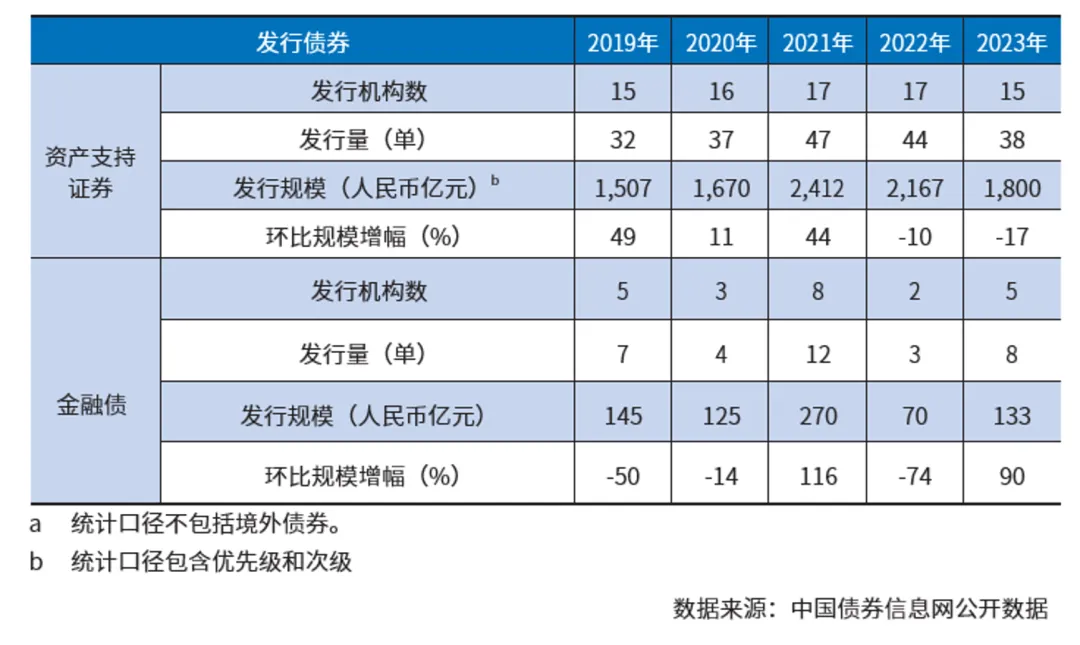 发行债券 2019年 2020年 2021年 2022年 2023年
资产支持
证券
发行机构数 15 16 17 17 15
发行量（单） 32 37 47 44 38
发行规模（人民币亿元）b 1,507 1,670 2,412 2,167 1,800
环比规模增幅（%） 49 11 44 -10 -17
金融债
发行机构数 5 3 8 2 5
发行量（单） 7 4 12 3 8
发行规模（人民币亿元） 145 125 270 70 133
环比规模增幅（%） -50 -14 116 -74 90
a 统计口径不包括境外债券。
b 统计口径包含优先级和次级
数据来源：中国债券信息网公开数据